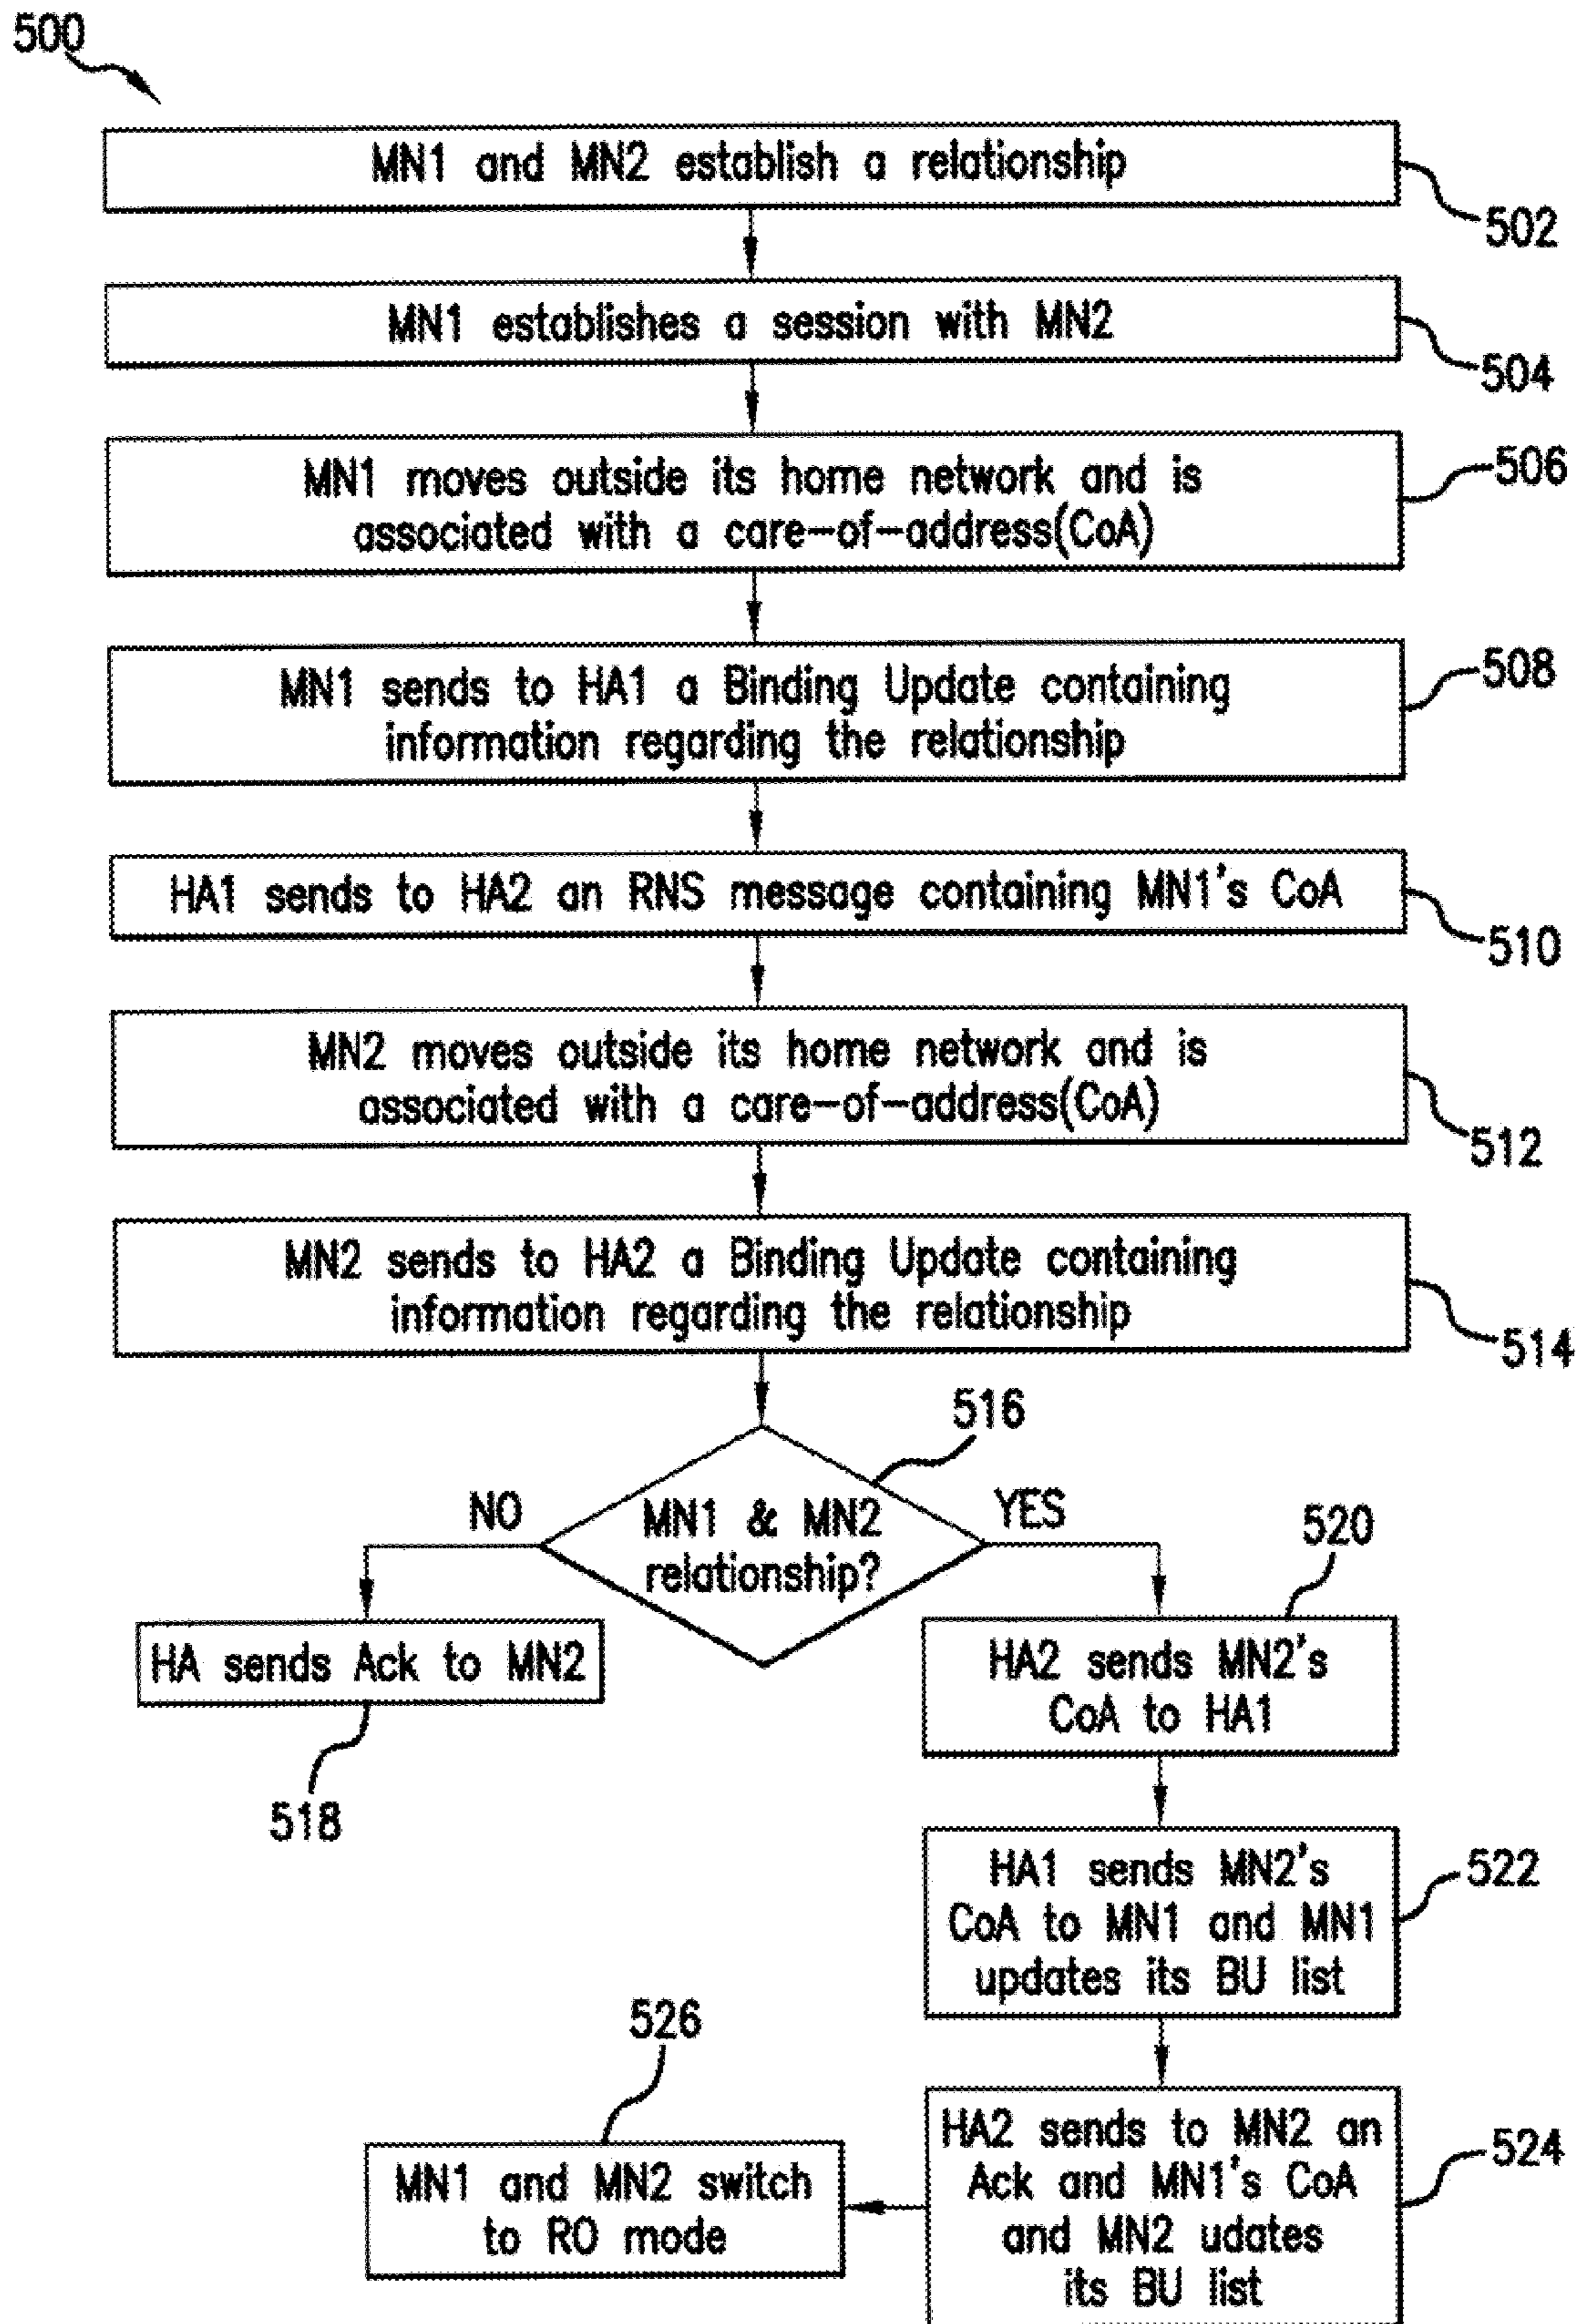 500
MN1 and MN2 establish a relationship
502
MN1 establishes a session with MN2
504
MN1 moves outside its home network and is
associated with a care-of-address(CoA)
506
MN1 sends to HA1 a Binding Update containing
information regarding the relationship
508
HA1 sends to HA2 an RNS message containing MN1's CoA
510
MN2 moves outside its home network and is
associated with a care-of-address(CoA)
512
MN2 sends to HA2 a Binding Update containing
information regarding the relationship
514
516
MN1 & MN2
relationship?
NO
YES
HA sends Ack to MN2
518
520
HA2 sends MN2's
CoA to HA1
HA1 sends MN2's
CoA to MN1 and MN1
updates its BU list
522
HA2 sends to MN2 an
Ack and MN1's CoA
and MN2 udates
its BU list
524
526
MN1 and MN2 switch
to RO mode